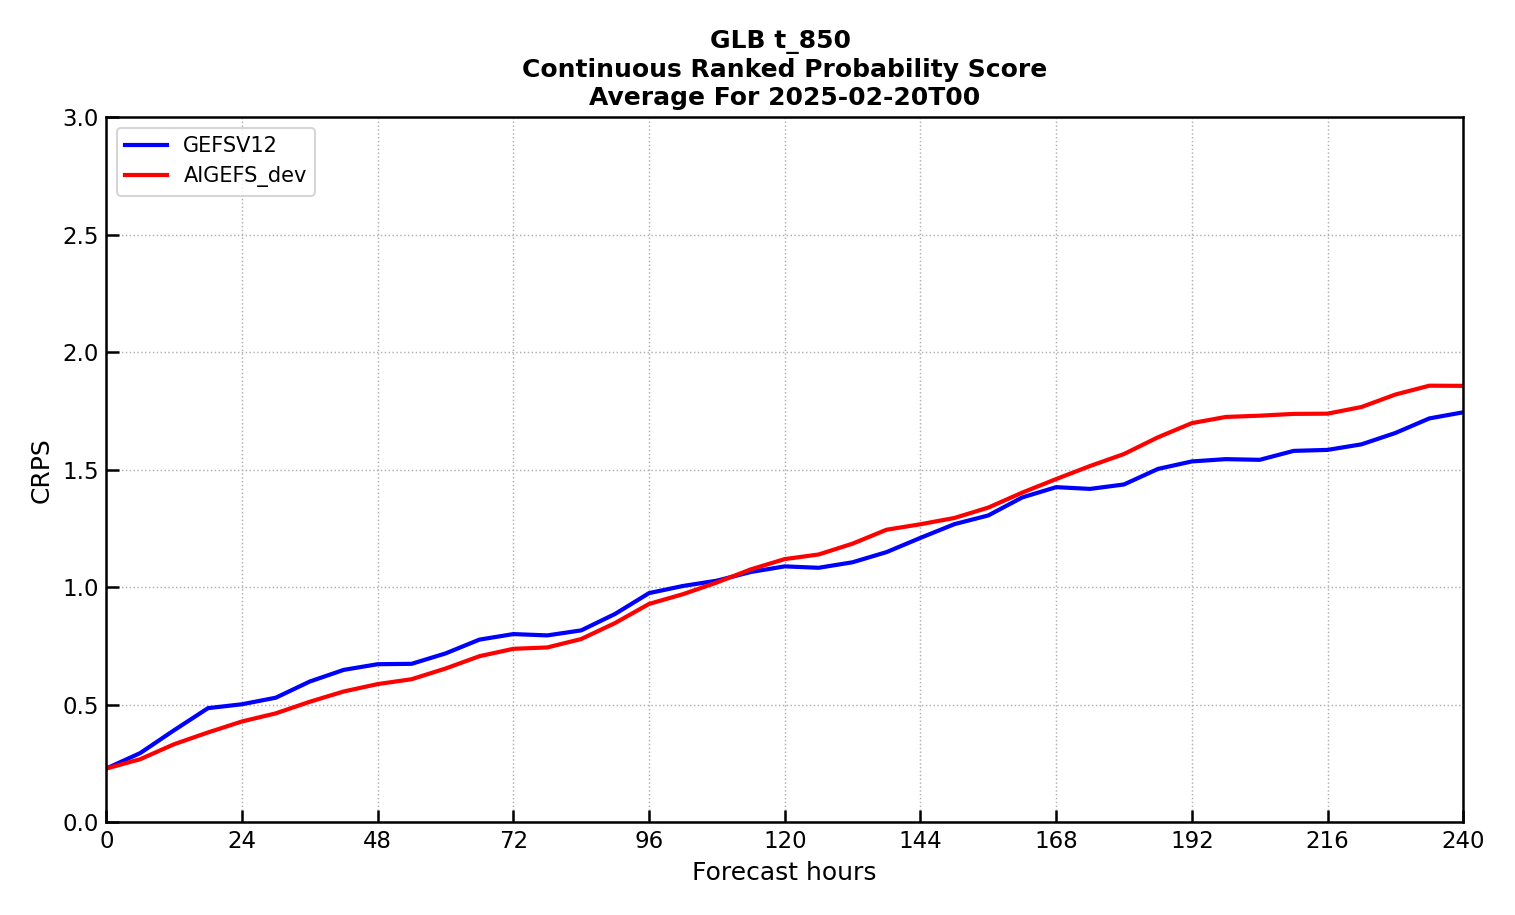 GLB t_850
Continuous Ranked Probability Score
Average For 2025-02-20T00
GEFSV12
AIGEFS_dev
3.0
2.5
2.0
1.5
1.0
0.5
0.0
CRPS
0 24 48 72 96 120 144 168 192 216 240
Forecast hours